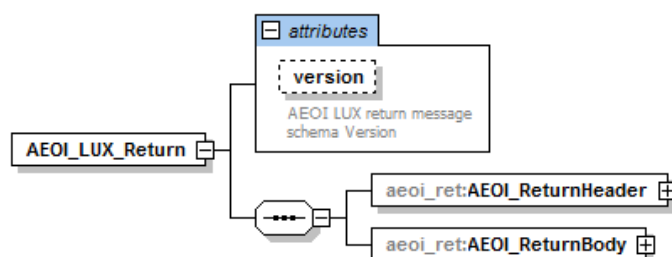 attributes
version
AEOI LUX return message
schema Version
AEOI_LUX_Return
aeoi_ret:AEOI_ReturnHeader
aeoi_ret:AEOI_ReturnBody